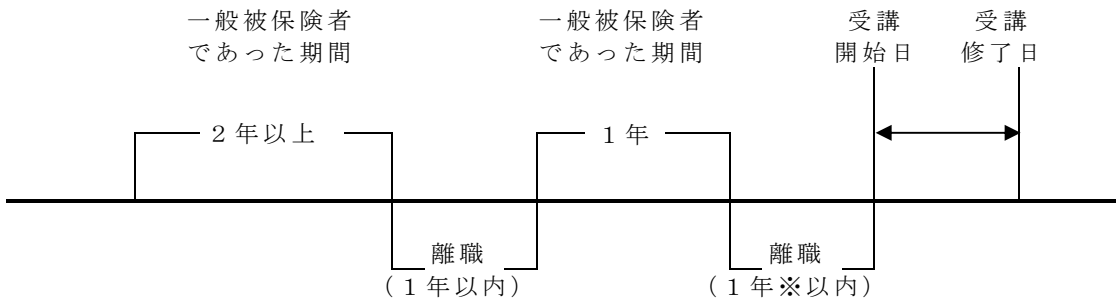 一般被保険者
であった期間
一般被保険者
であった期間
受講
開始日
受講
修了日
２年以上
１年
離職
（１年以内）
離職
（１年※以内）